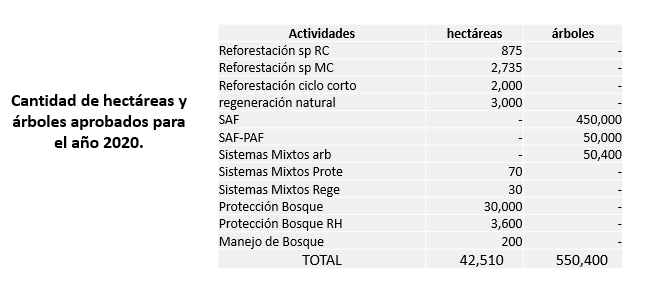 Cantidad de hectáreas y
árboles aprobados para
el año 2020.
Actividades hectáreas árboles
Reforestación sp RC 875 -
Reforestación sp MC 2,735 -
Reforestación ciclo corto 2,000 -
regeneración natural 3,000 -
SAF - 450,000
SAF-PAF - 50,000
Sistemas Mixtos arb - 50,400
Sistemas Mixtos Prote 70 -
Sistemas Mixtos Rege 30 -
Protección Bosque 30,000 -
Protección Bosque RH 3,600 -
Manejo de Bosque 200 -
TOTAL 42,510 550,400